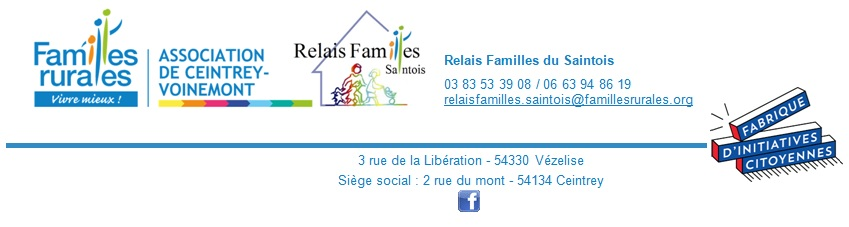 Familles
rurales
Vivre mieux !
ASSOCIATION
DE CEINTREY-
VOINEMONT
Relais Familles
Saintois
Relais Familles du Saintois
03 83 53 39 08 / 06 63 94 86 19
relaisfamilles.saintois@famillesrurales.org
FABRIQUE
D'INITIATIVES
CITOYENNES
3 rue de la Libération - 54330 Vézelise
Siège social : 2 rue du mont - 54134 Ceintrey
f